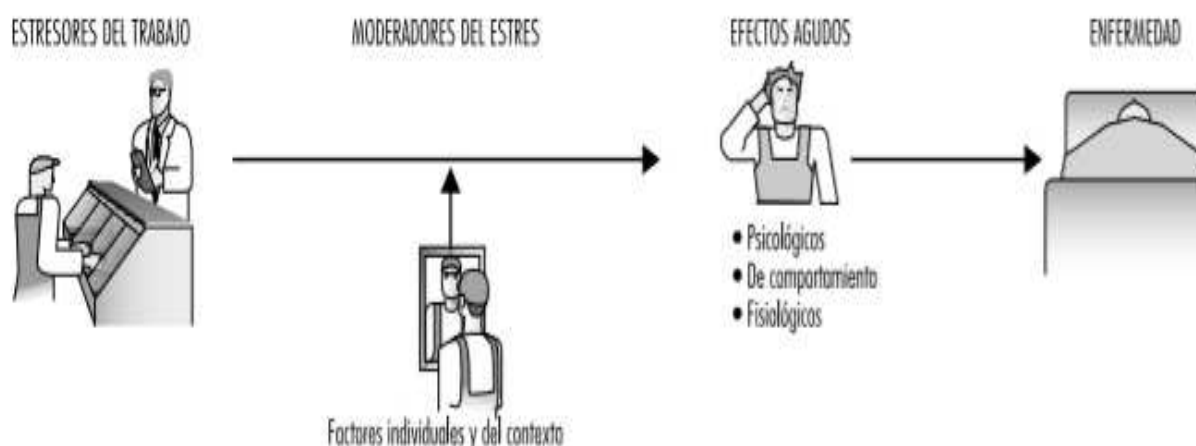 ESTRESORES DEL TRABAJO
MODERADORES DEL ESTRES
EFECTOS AGUDOS
ENFERMEDAD
• Psicológicos
• De comportamiento
• Fisiológicos
Factores individuales y del contexto